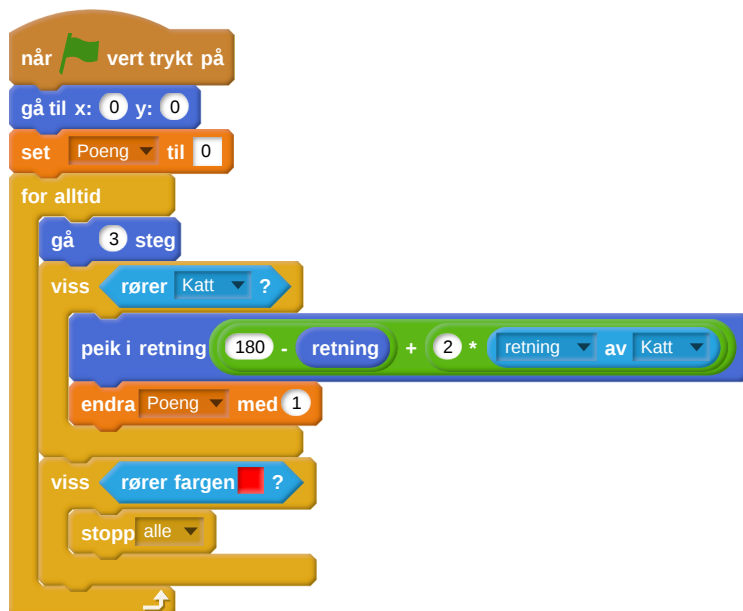 når vert trykt på
gå til x: 0 y: 0
set Poeng til 0
for alltid
gå 3 steg
viss rører Katt ?
peik i retning 180 - retning + 2 * retning av Katt
endra Poeng med 1
viss rører fargen ?
stopp alle